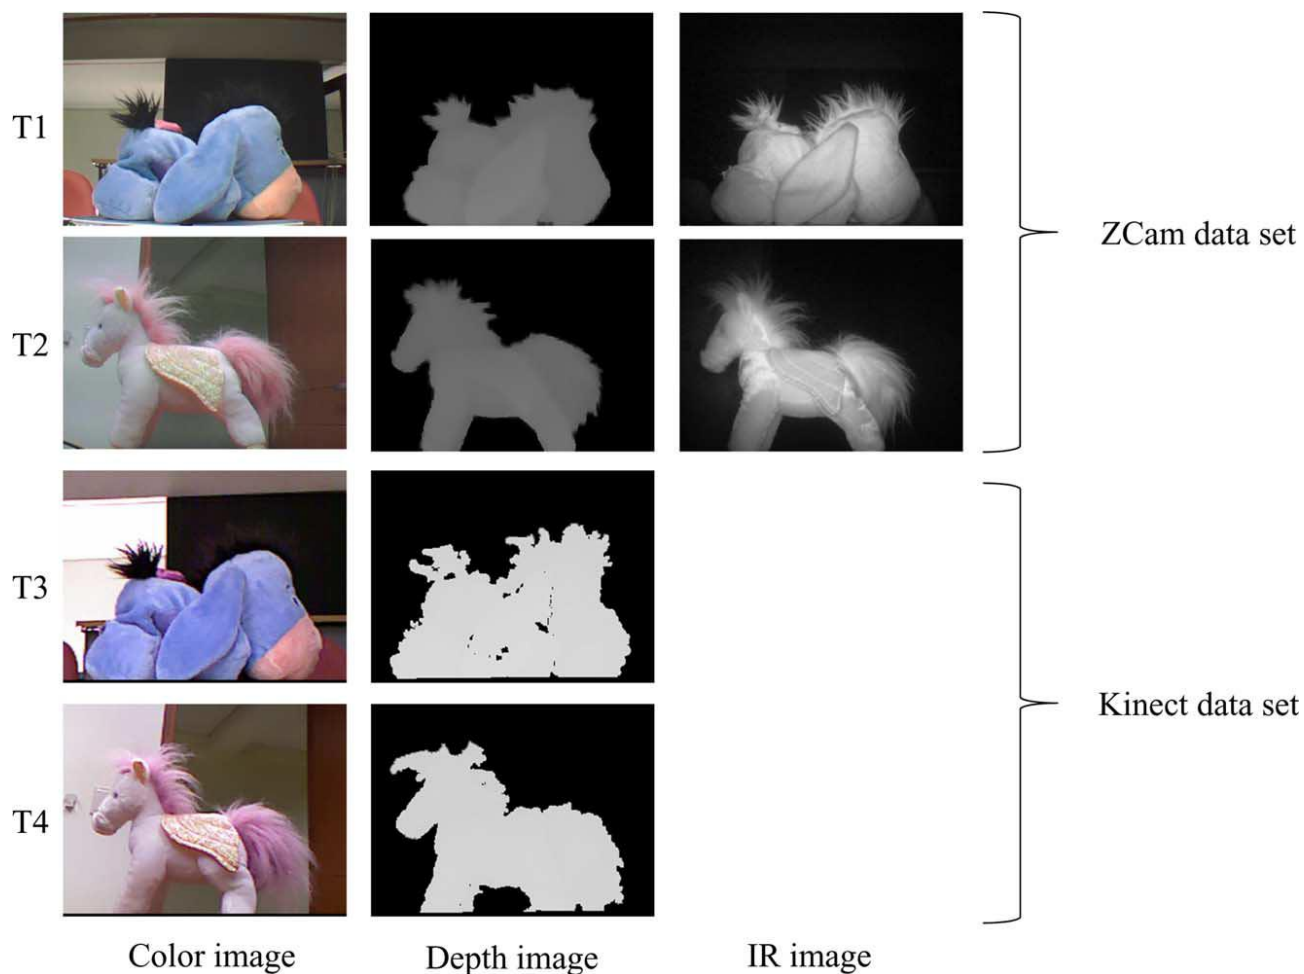 T1
ZCam data set
T2
T3
Kinect data set
T4
Color image
Depth image
IR image